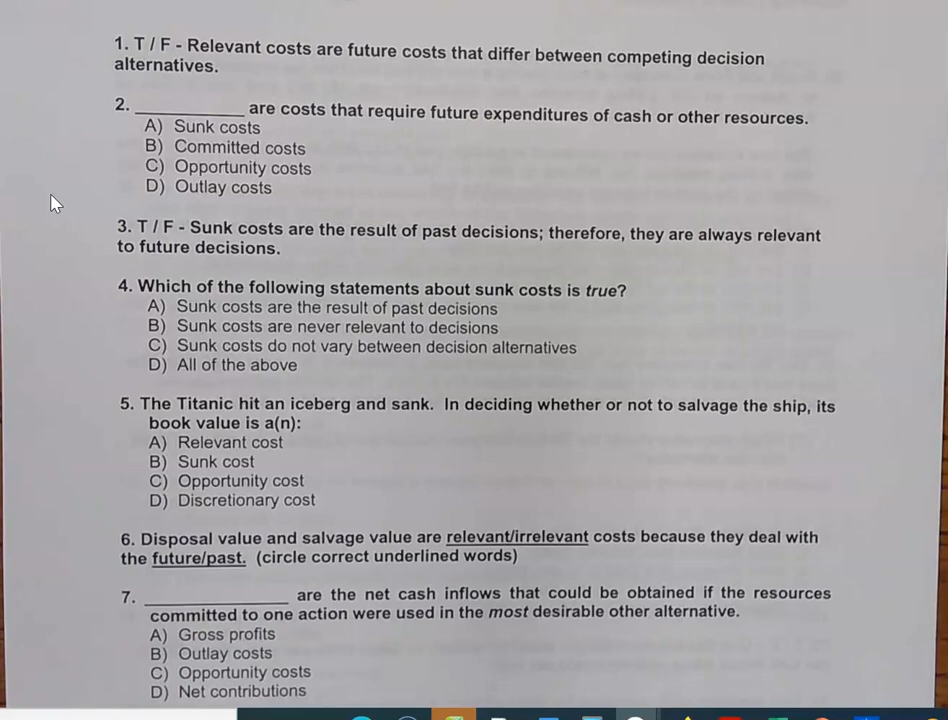 1. T / F - Relevant costs are future costs that differ between competing decision
alternatives.
2. ____________ are costs that require future expenditures of cash or other resources.
A) Sunk costs
B) Committed costs
C) Opportunity costs
D) Outlay costs
3. T / F - Sunk costs are the result of past decisions; therefore, they are always relevant
to future decisions.
4. Which of the following statements about sunk costs is true?
A) Sunk costs are the result of past decisions
B) Sunk costs are never relevant to decisions
C) Sunk costs do not vary between decision alternatives
D) All of the above
5. The Titanic hit an iceberg and sank. In deciding whether or not to salvage the ship, its
book value is a(n):
A) Relevant cost
B) Sunk cost
C) Opportunity cost
D) Discretionary cost
6. Disposal value and salvage value are relevant/irrelevant costs because they deal with
the future/past. (circle correct underlined words)
7. ________________ are the net cash inflows that could be obtained if the resources
committed to one action were used in the most desirable other alternative.
A) Gross profits
B) Outlay costs
C) Opportunity costs
D) Net contributions